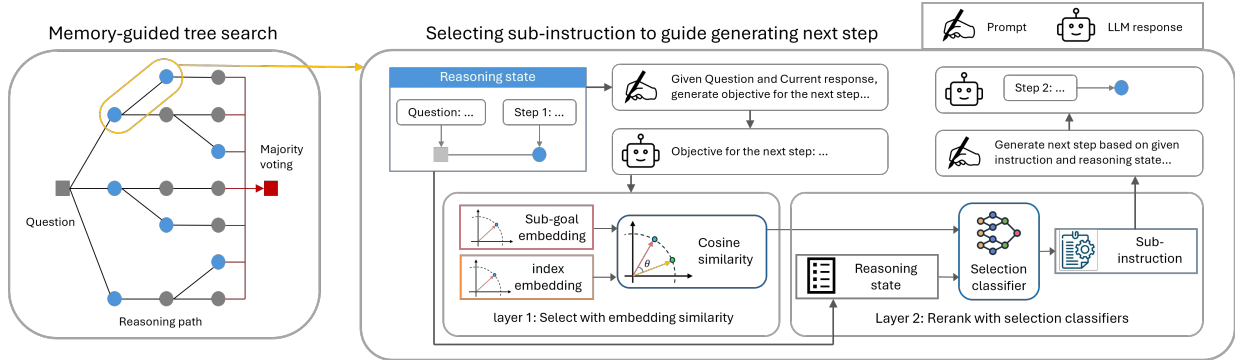 Memory-guided tree search
Question
Majority
voting
Reasoning path
Selecting sub-instruction to guide generating next step
Prompt
LLM response
Reasoning state
Question: ...
Step 1: ...
Given Question and Current response,
generate objective for the next step...
Objective for the next step: ...
Step 2: ...
Generate next step based on given
instruction and reasoning state...
Sub-goal
embedding
index
embedding
θ
Cosine
similarity
layer 1: Select with embedding similarity
Reasoning
state
Selection
classifier
Sub-
instruction
Layer 2: Rerank with selection classifiers